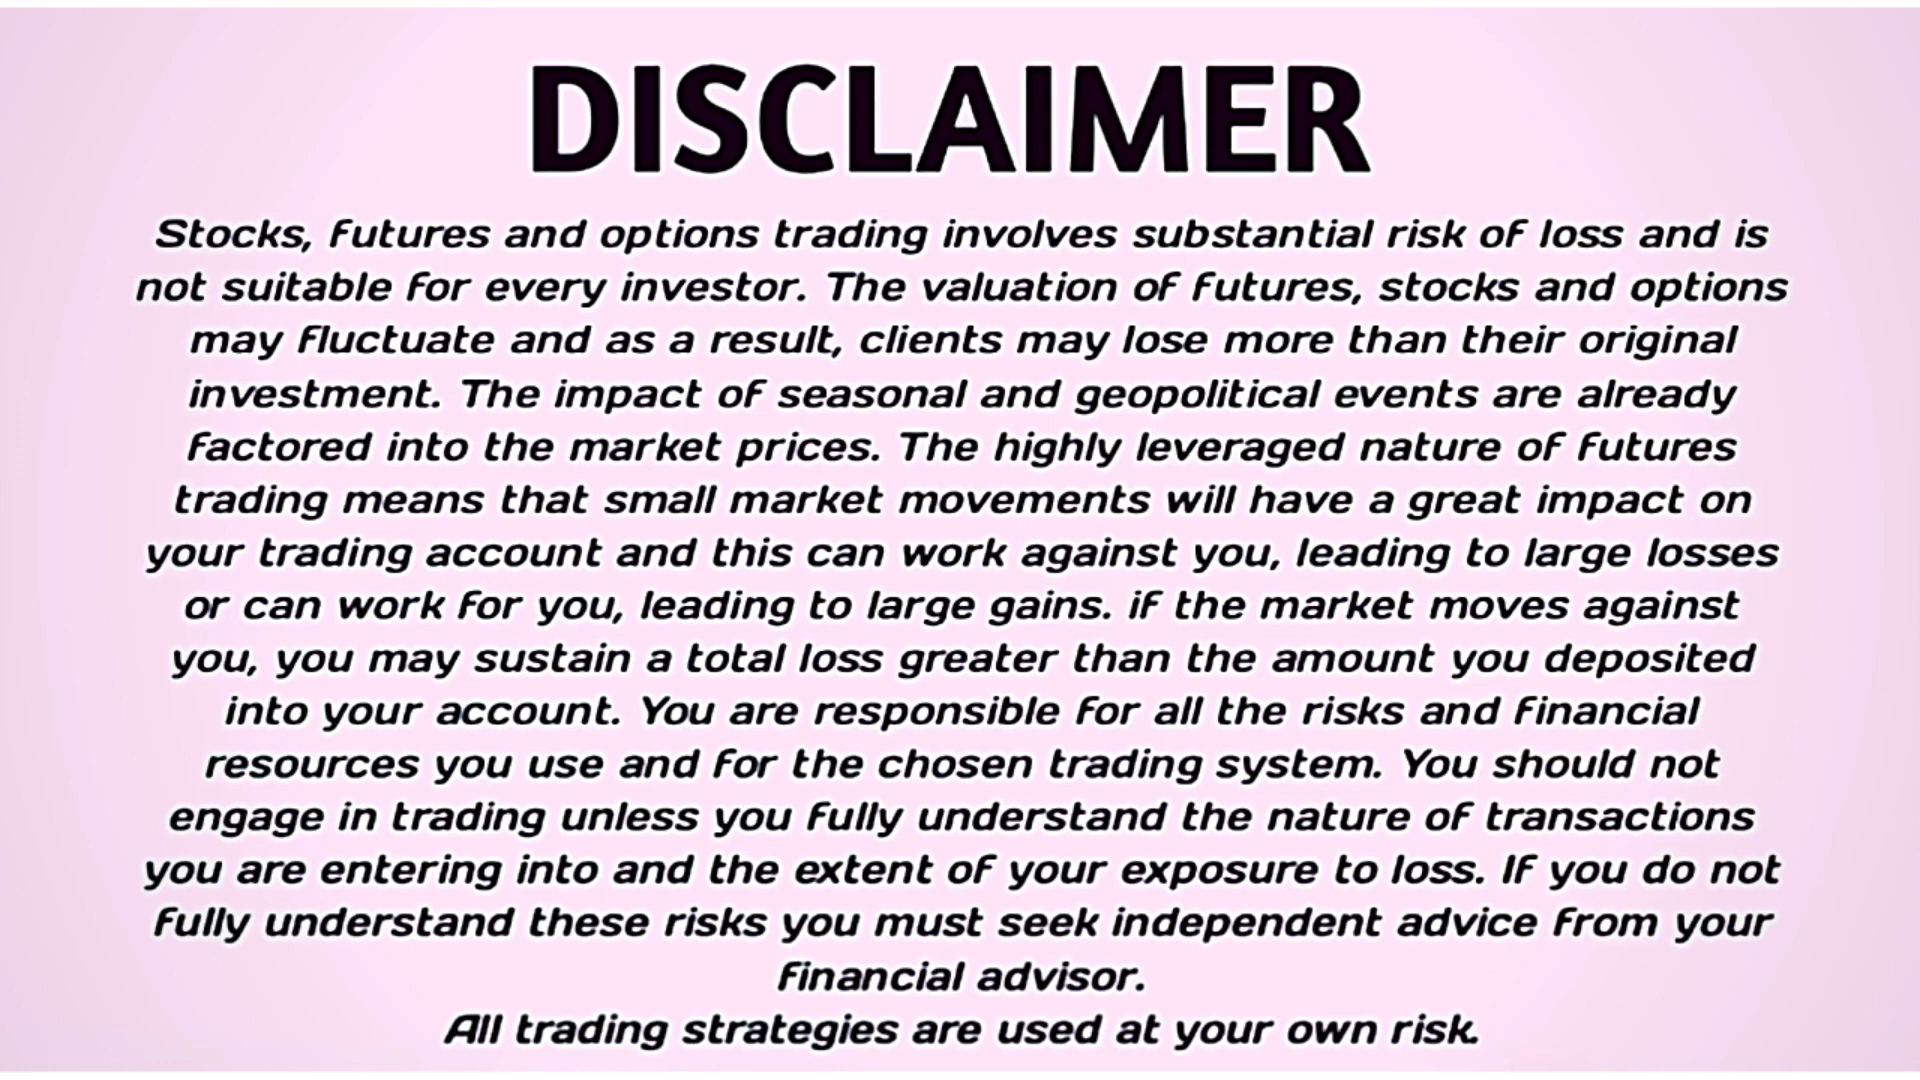 DISCLAIMER
Stocks, futures and options trading involves substantial risk of loss and is
not suitable for every investor. The valuation of futures, stocks and options
may fluctuate and as a result, clients may lose more than their original
investment. The impact of seasonal and geopolitical events are already
factored into the market prices. The highly leveraged nature of futures
trading means that small market movements will have a great impact on
your trading account and this can work against you, leading to large losses
or can work for you, leading to large gains. if the market moves against
you, you may sustain a total loss greater than the amount you deposited
into your account. You are responsible for all the risks and financial
resources you use and for the chosen trading system. You should not
engage in trading unless you fully understand the nature of transactions
you are entering into and the extent of your exposure to loss. If you do not
fully understand these risks you must seek independent advice from your
financial advisor.
All trading strategies are used at your own risk.